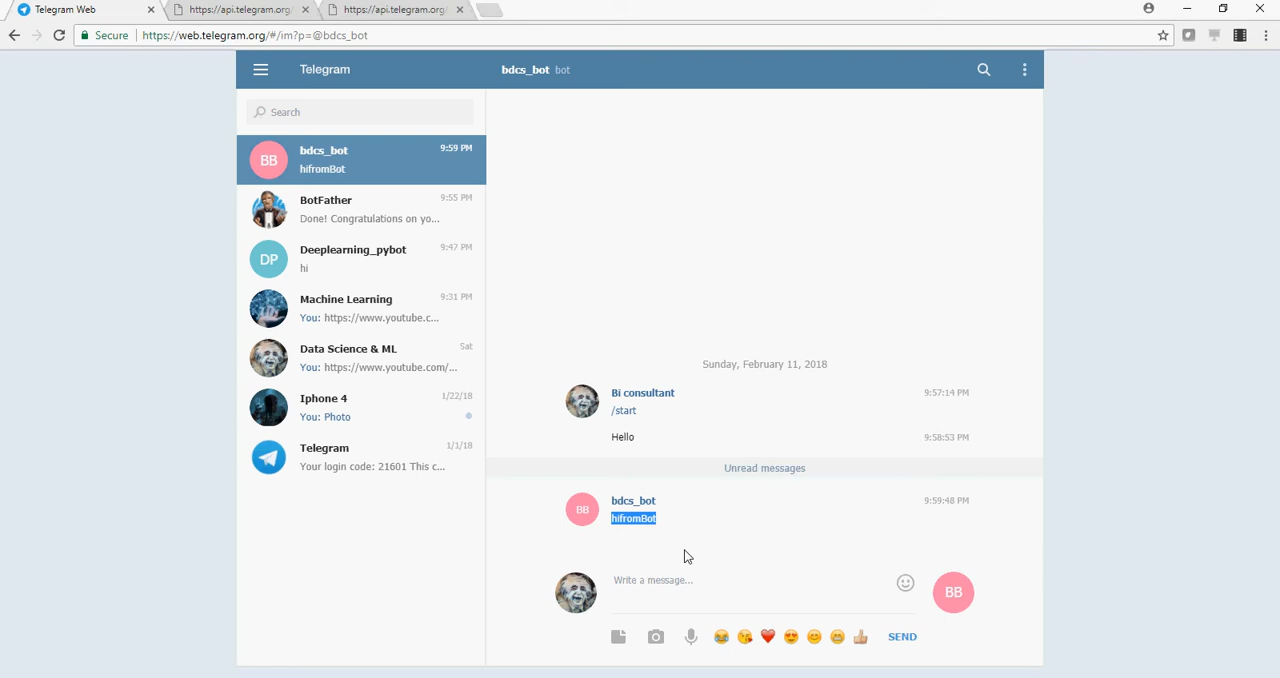 Telegram Web
https://api.telegram.org/
https://api.telegram.org/
Secure
https://web.telegram.org/#/im?p=@bdcs_bot
Telegram
bdcs_bot bot
Search
BB
bdcs_bot
9:59 PM
hifromBot
BotFather
9:55 PM
Done! Congratulations on yo...
DP
Deeplearning_pybot
9:47 PM
hi
Machine Learning
9:31 PM
You: https://www.youtube.c...
Data Science & ML
Sat
You: https://www.youtube.com/...
Iphone 4
1/22/18
You: Photo
Telegram
1/1/18
Your login code: 21601 This c...
Sunday, February 11, 2018
Bi consultant
9:57:14 PM
/start
Hello
9:58:53 PM
Unread messages
BB
bdcs_bot
9:59:48 PM
hifromBot
Write a message...
BB
SEND